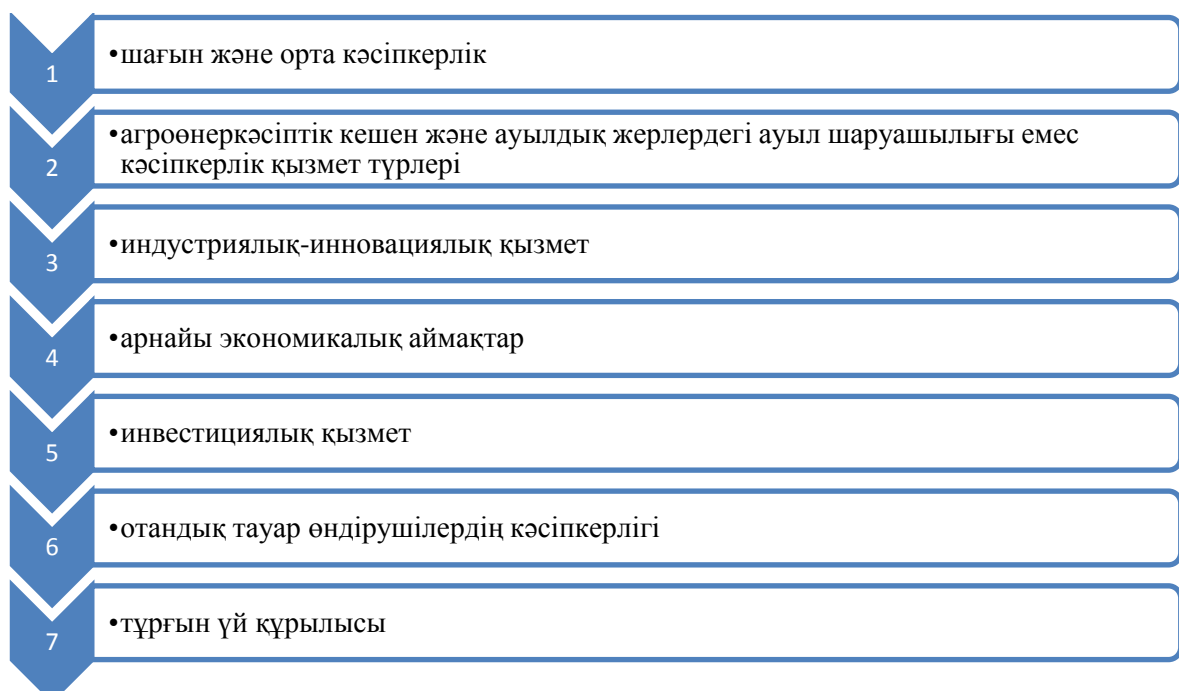 1
•шағын және орта кәсіпкерлік
2
•агроөнеркәсіптік кешен және ауылдық жерлердегі ауыл шаруашылығы емес
кәсіпкерлік қызмет түрлері
3
•индустриялық-инновациялық қызмет
4
•арнайы экономикалық аймақтар
5
•инвестициялық қызмет
6
•отандық тауар өндірушілердің кәсіпкерлігі
7
•тұрғын үй құрылысы